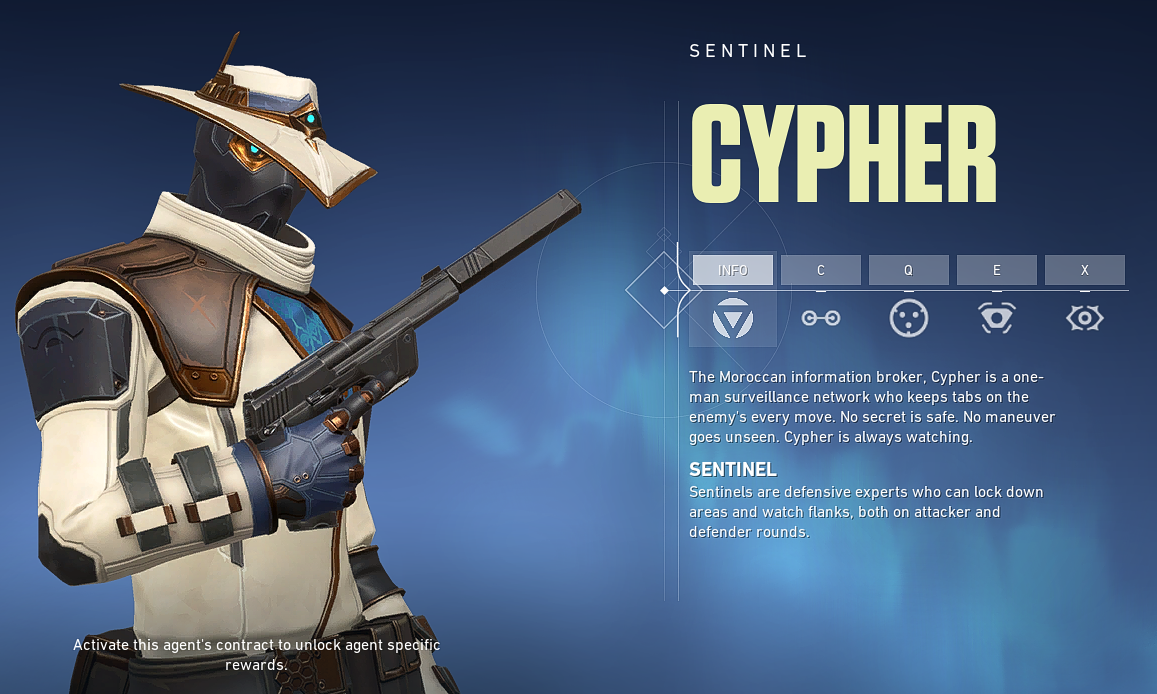 SENTINEL
CYPHER
INFO C Q E X
The Moroccan information broker, Cypher is a one-
man surveillance network who keeps tabs on the
enemy's every move. No secret is safe. No maneuver
goes unseen. Cypher is always watching.
SENTINEL
Sentinels are defensive experts who can lock down
areas and watch flanks, both on attacker and
defender rounds.
Activate this agent's contract to unlock agent specific
rewards.